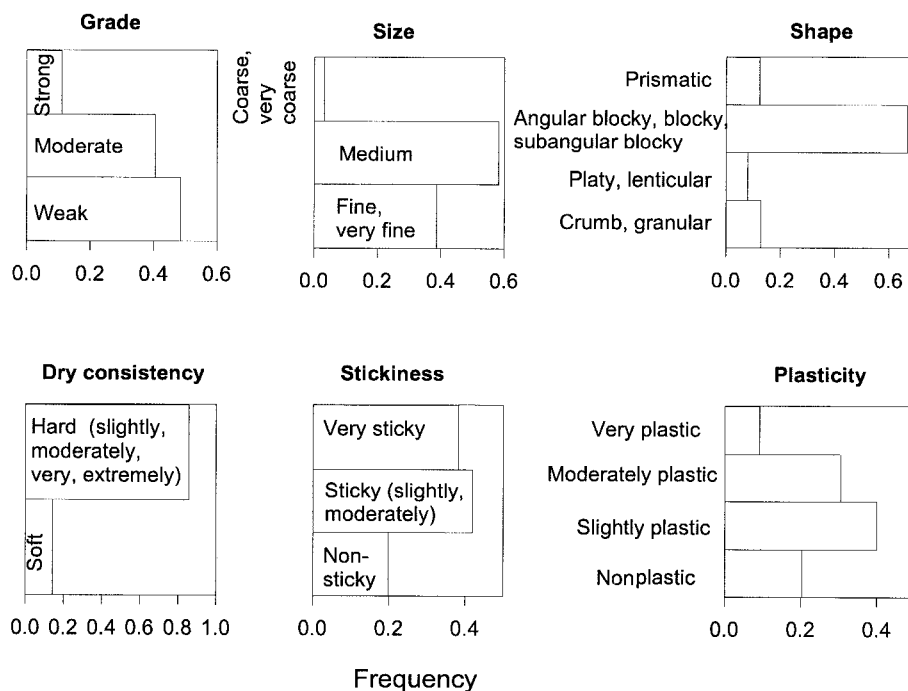 Grade
Strong
Moderate
Weak
0.0 0.2 0.4 0.6
Size
Coarse,
very
coarse
Medium
Fine,
very fine
0.0 0.2 0.4 0.6
Shape
Prismatic
Angular blocky, blocky,
subangular blocky
Platy, lenticular
Crumb, granular
0.0 0.2 0.4 0.6
Dry consistency
Hard (slightly,
moderately,
very, extremely)
Soft
0.0 0.2 0.4 0.6 0.8 1.0
Stickiness
Very sticky
Sticky (slightly,
moderately)
Non-
sticky
0.0 0.2 0.4
Plasticity
Very plastic
Moderately plastic
Slightly plastic
Nonplastic
0.0 0.2 0.4
Frequency